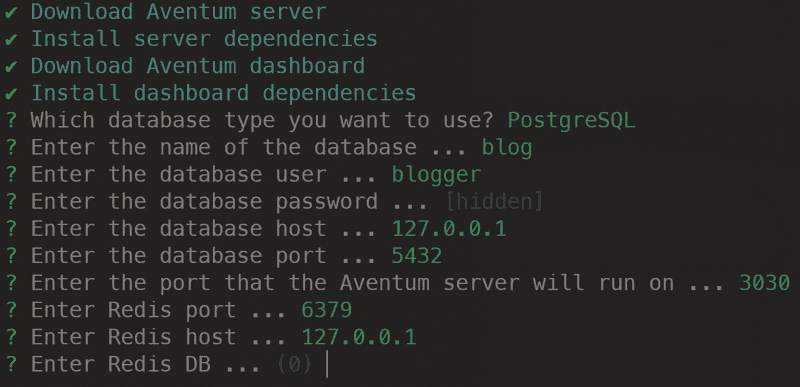 ✔ Download Aventum server
✔ Install server dependencies
✔ Download Aventum dashboard
✔ Install dashboard dependencies
? Which database type you want to use? PostgreSQL
? Enter the name of the database ... blog
? Enter the database user ... blogger
? Enter the database password ... [hidden]
? Enter the database host ... 127.0.0.1
? Enter the database port ... 5432
? Enter the port that the Aventum server will run on ... 3030
? Enter Redis port ... 6379
? Enter Redis host ... 127.0.0.1
? Enter Redis DB ... (0)